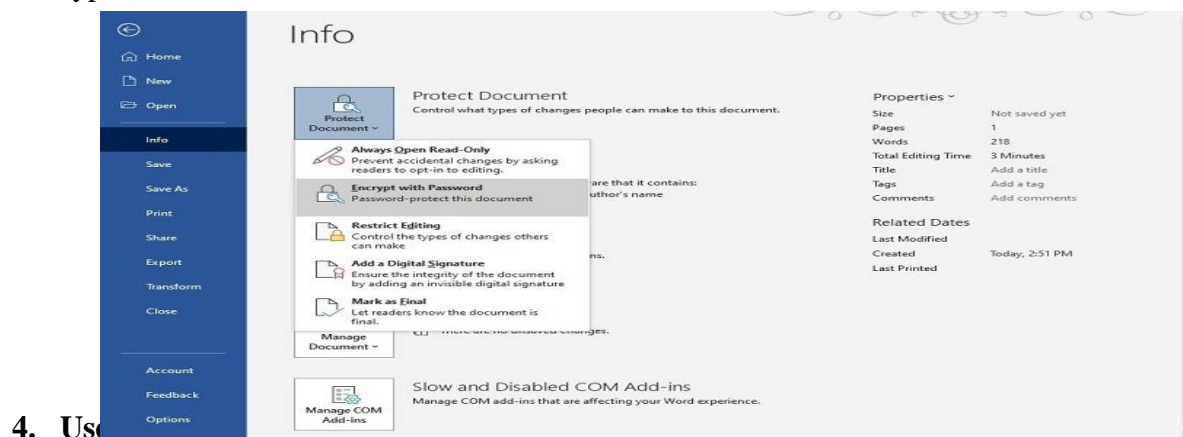 Info
Home
New
Open
Info
Save
Save As
Print
Share
Export
Transform
Close
Account
Feedback
Options
Protect Document
Control what types of changes people can make to this document.
Protect
Document
Always Open Read-Only
Prevent accidental changes by asking
readers to opt-in to editing.
Encrypt with Password
Password-protect this document
Restrict Editing
Control the types of changes others
can make
Add a Digital Signature
Ensure the integrity of the document
by adding an invisible digital signature
Mark as Final
Let readers know the document is
final.
that it contains:
name
Manage
Document
Slow and Disabled COM Add-ins
Manage COM add-ins that are affecting your Word experience.
Manage COM
Add-ins
Properties
Size Not saved yet
Pages 1
Words 218
Total Editing Time 3 Minutes
Title Add a title
Tags Add a tag
Comments Add comments
Related Dates
Last Modified
Created Today, 2:51 PM
Last Printed
4.